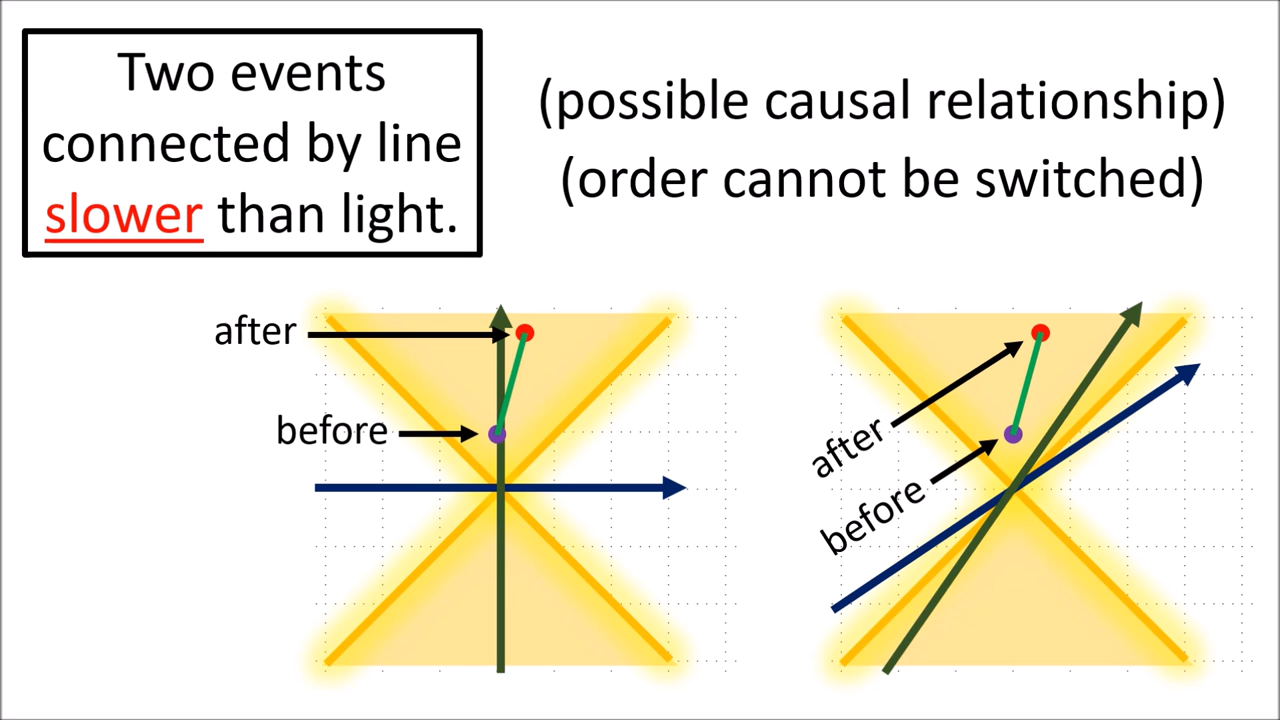 Two events
connected by line
slower than light.
(possible causal relationship)
(order cannot be switched)
after
before
after
before